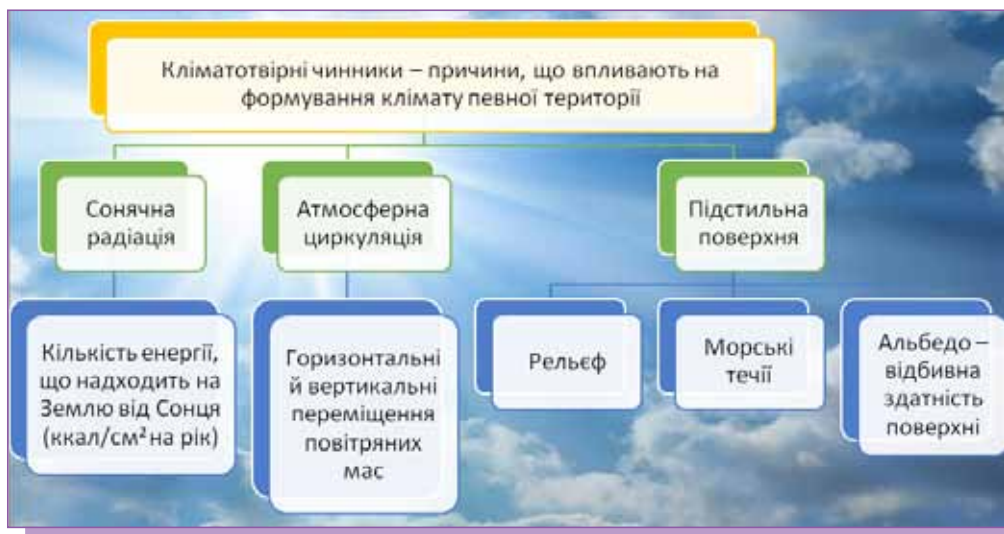 Кліматотвірні чинники – причини, що впливають на
формування клімату певної території
Сонячна
радіація
Атмосферна
циркуляція
Підстильна
поверхня
Кількість енергії,
що надходить на
Землю від Сонця
(ккал/см² на рік)
Горизонтальні
й вертикальні
переміщення
повітряних
мас
Рельєф
Морські
течії
Альбедо –
відбивна
здатність
поверхні